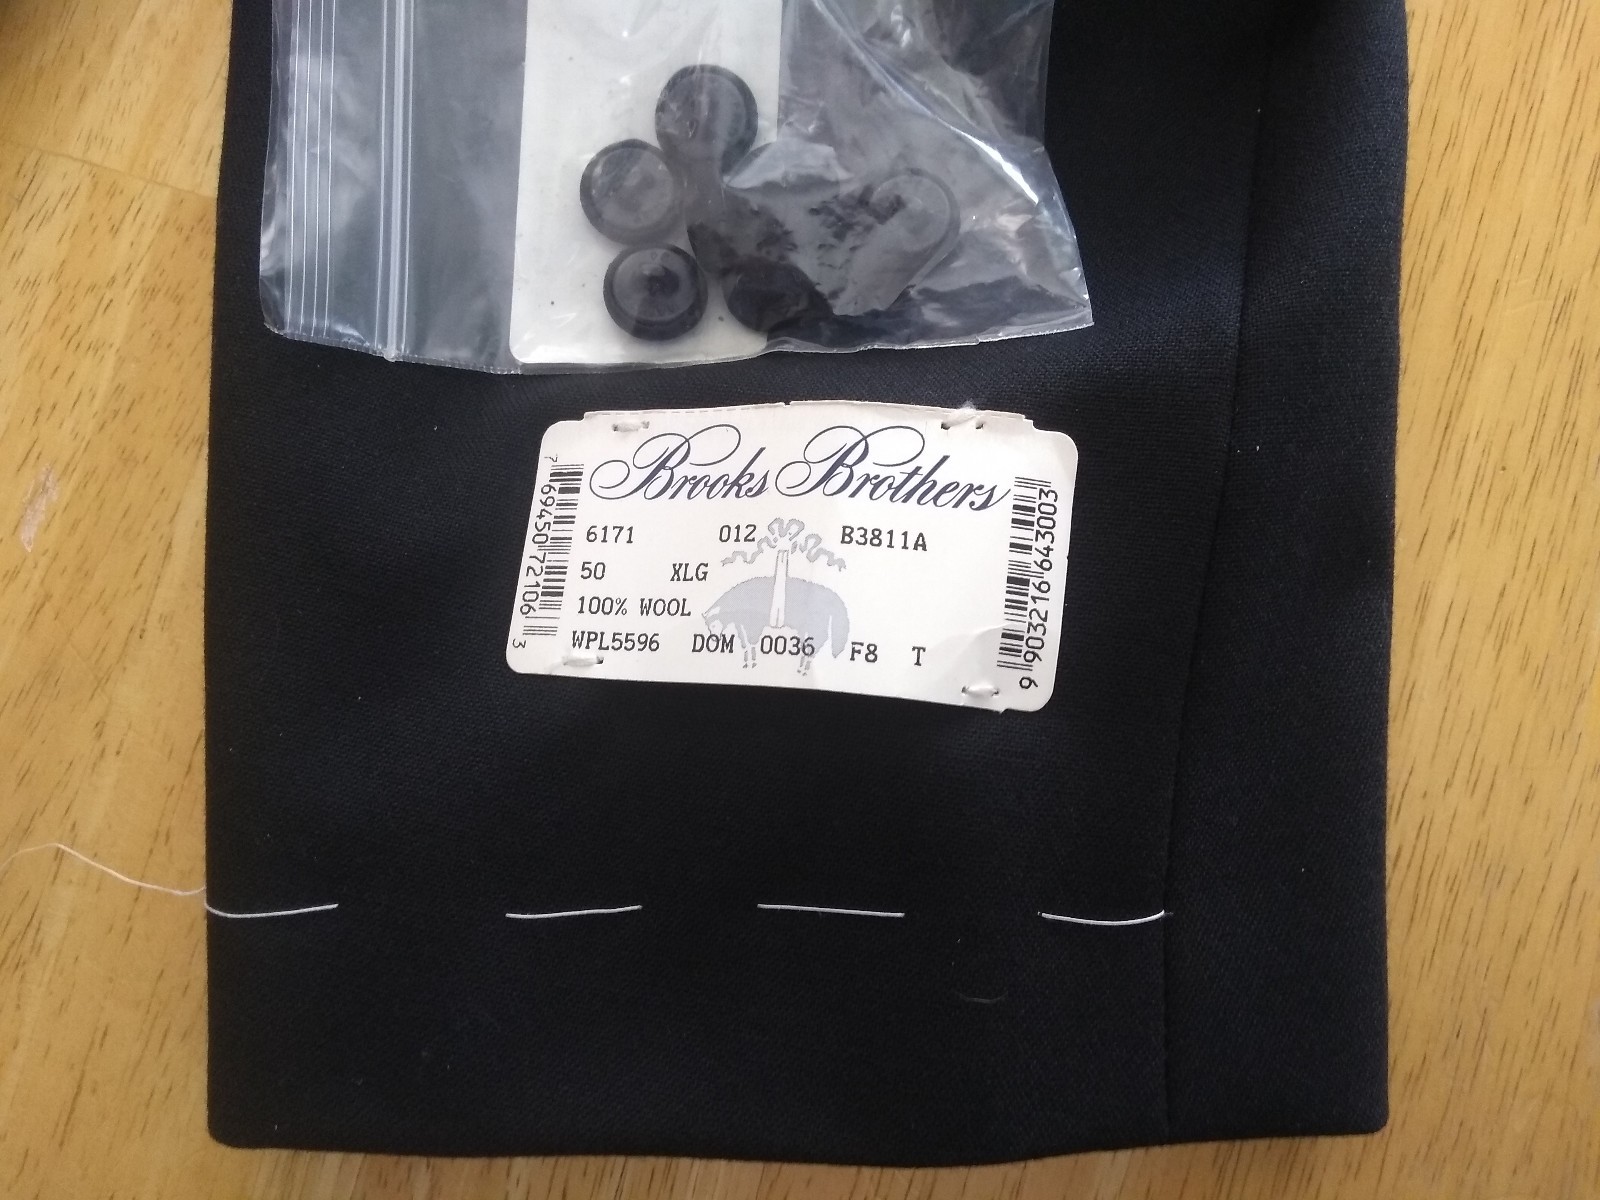 Brooks Brothers
6171 012 B3811A
50 XLG
100% WOOL
WPL5596 DOM 0036 F8 T
7 69450 72106 3
9 903216 643003